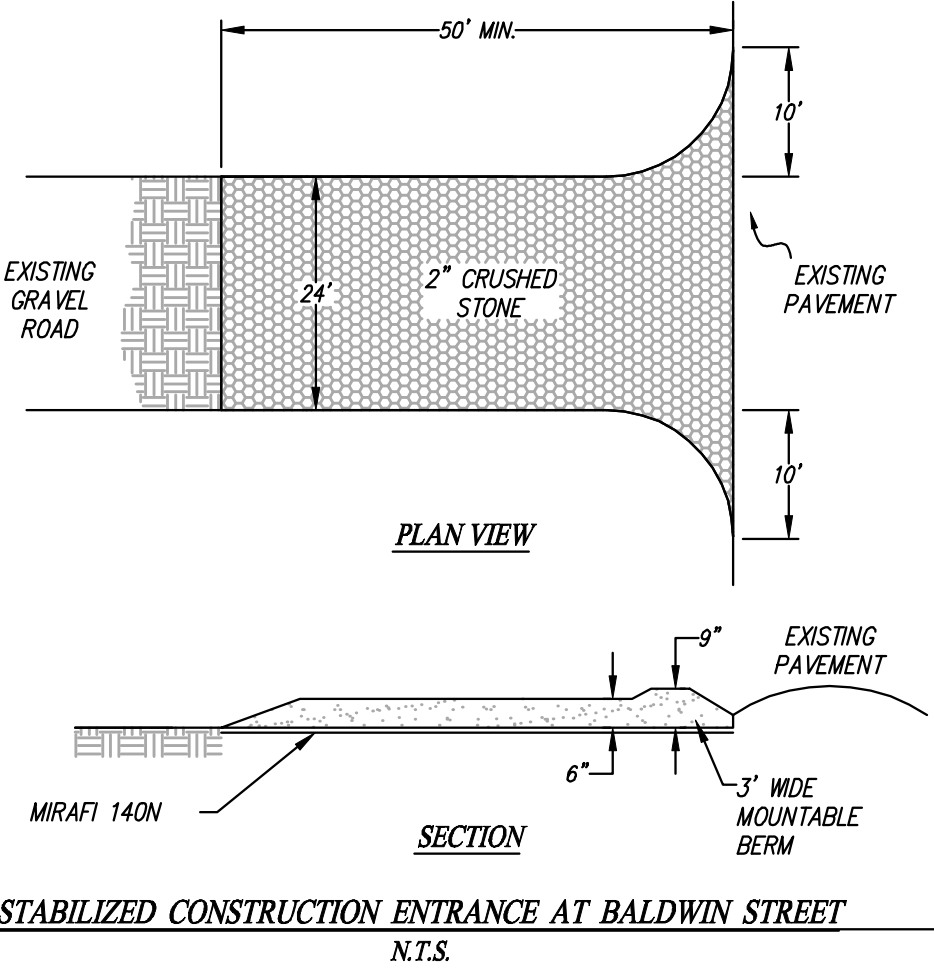 50' MIN.
10'
EXISTING
GRAVEL
ROAD
24'
2" CRUSHED
STONE
EXISTING
PAVEMENT
10'
PLAN VIEW
9"
EXISTING
PAVEMENT
6"
MIRAFI 140N
3' WIDE
MOUNTABLE
BERM
SECTION
STABILIZED CONSTRUCTION ENTRANCE AT BALDWIN STREET
N.T.S.